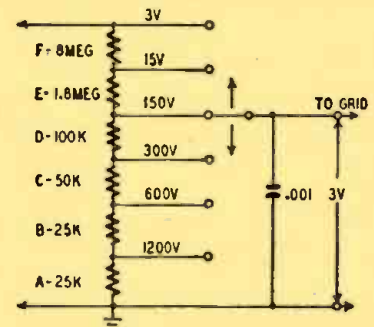 3V
F-8MEG
15V
E-1.8MEG
150V
TO GRID
D-100K
300V
C-50K
.001
3V
600V
B-25K
1200V
A-25K